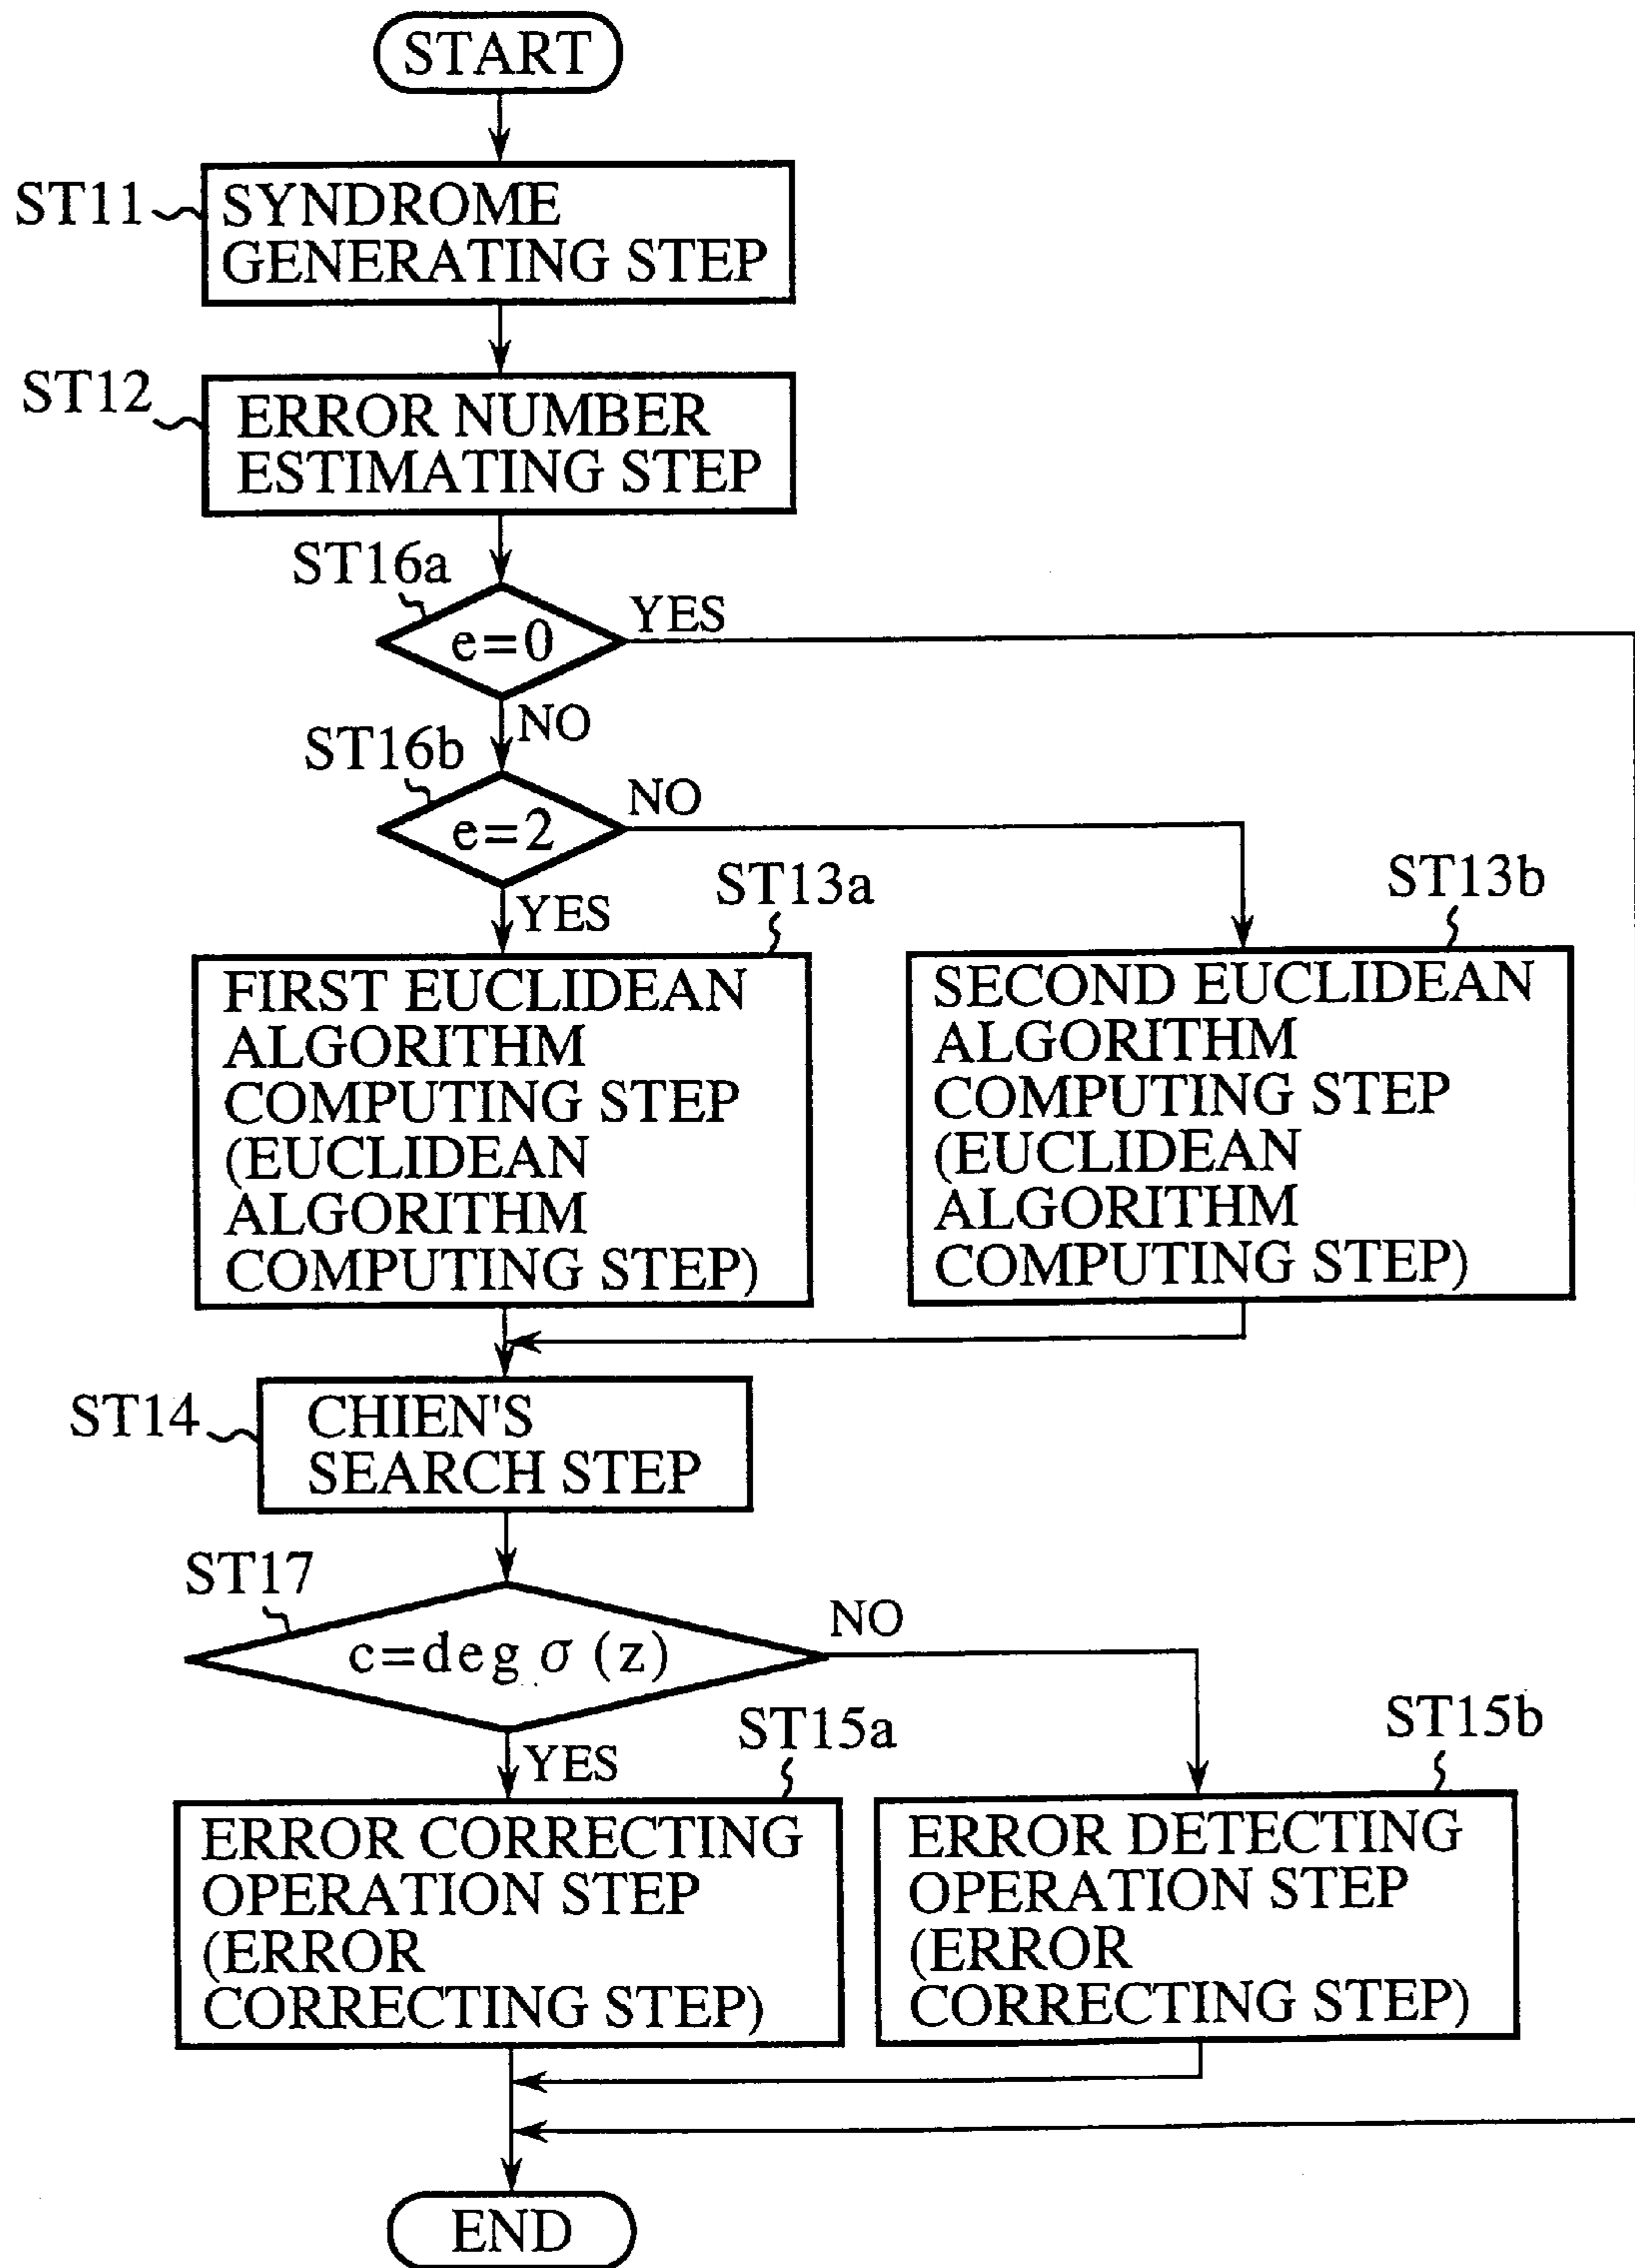 START
ST11
SYNDROME
GENERATING STEP
ST12
ERROR NUMBER
ESTIMATING STEP
ST16a
e=0
YES
NO
ST16b
e=2
NO
YES
ST13a
FIRST EUCLIDEAN
ALGORITHM
COMPUTING STEP
(EUCLIDEAN
ALGORITHM
COMPUTING STEP)
ST13b
SECOND EUCLIDEAN
ALGORITHM
COMPUTING STEP
(EUCLIDEAN
ALGORITHM
COMPUTING STEP)
ST14
CHIEN'S
SEARCH STEP
ST17
c=deg σ (z)
NO
YES
ST15a
ERROR CORRECTING
OPERATION STEP
(ERROR
CORRECTING STEP)
ST15b
ERROR DETECTING
OPERATION STEP
(ERROR
CORRECTING STEP)
END